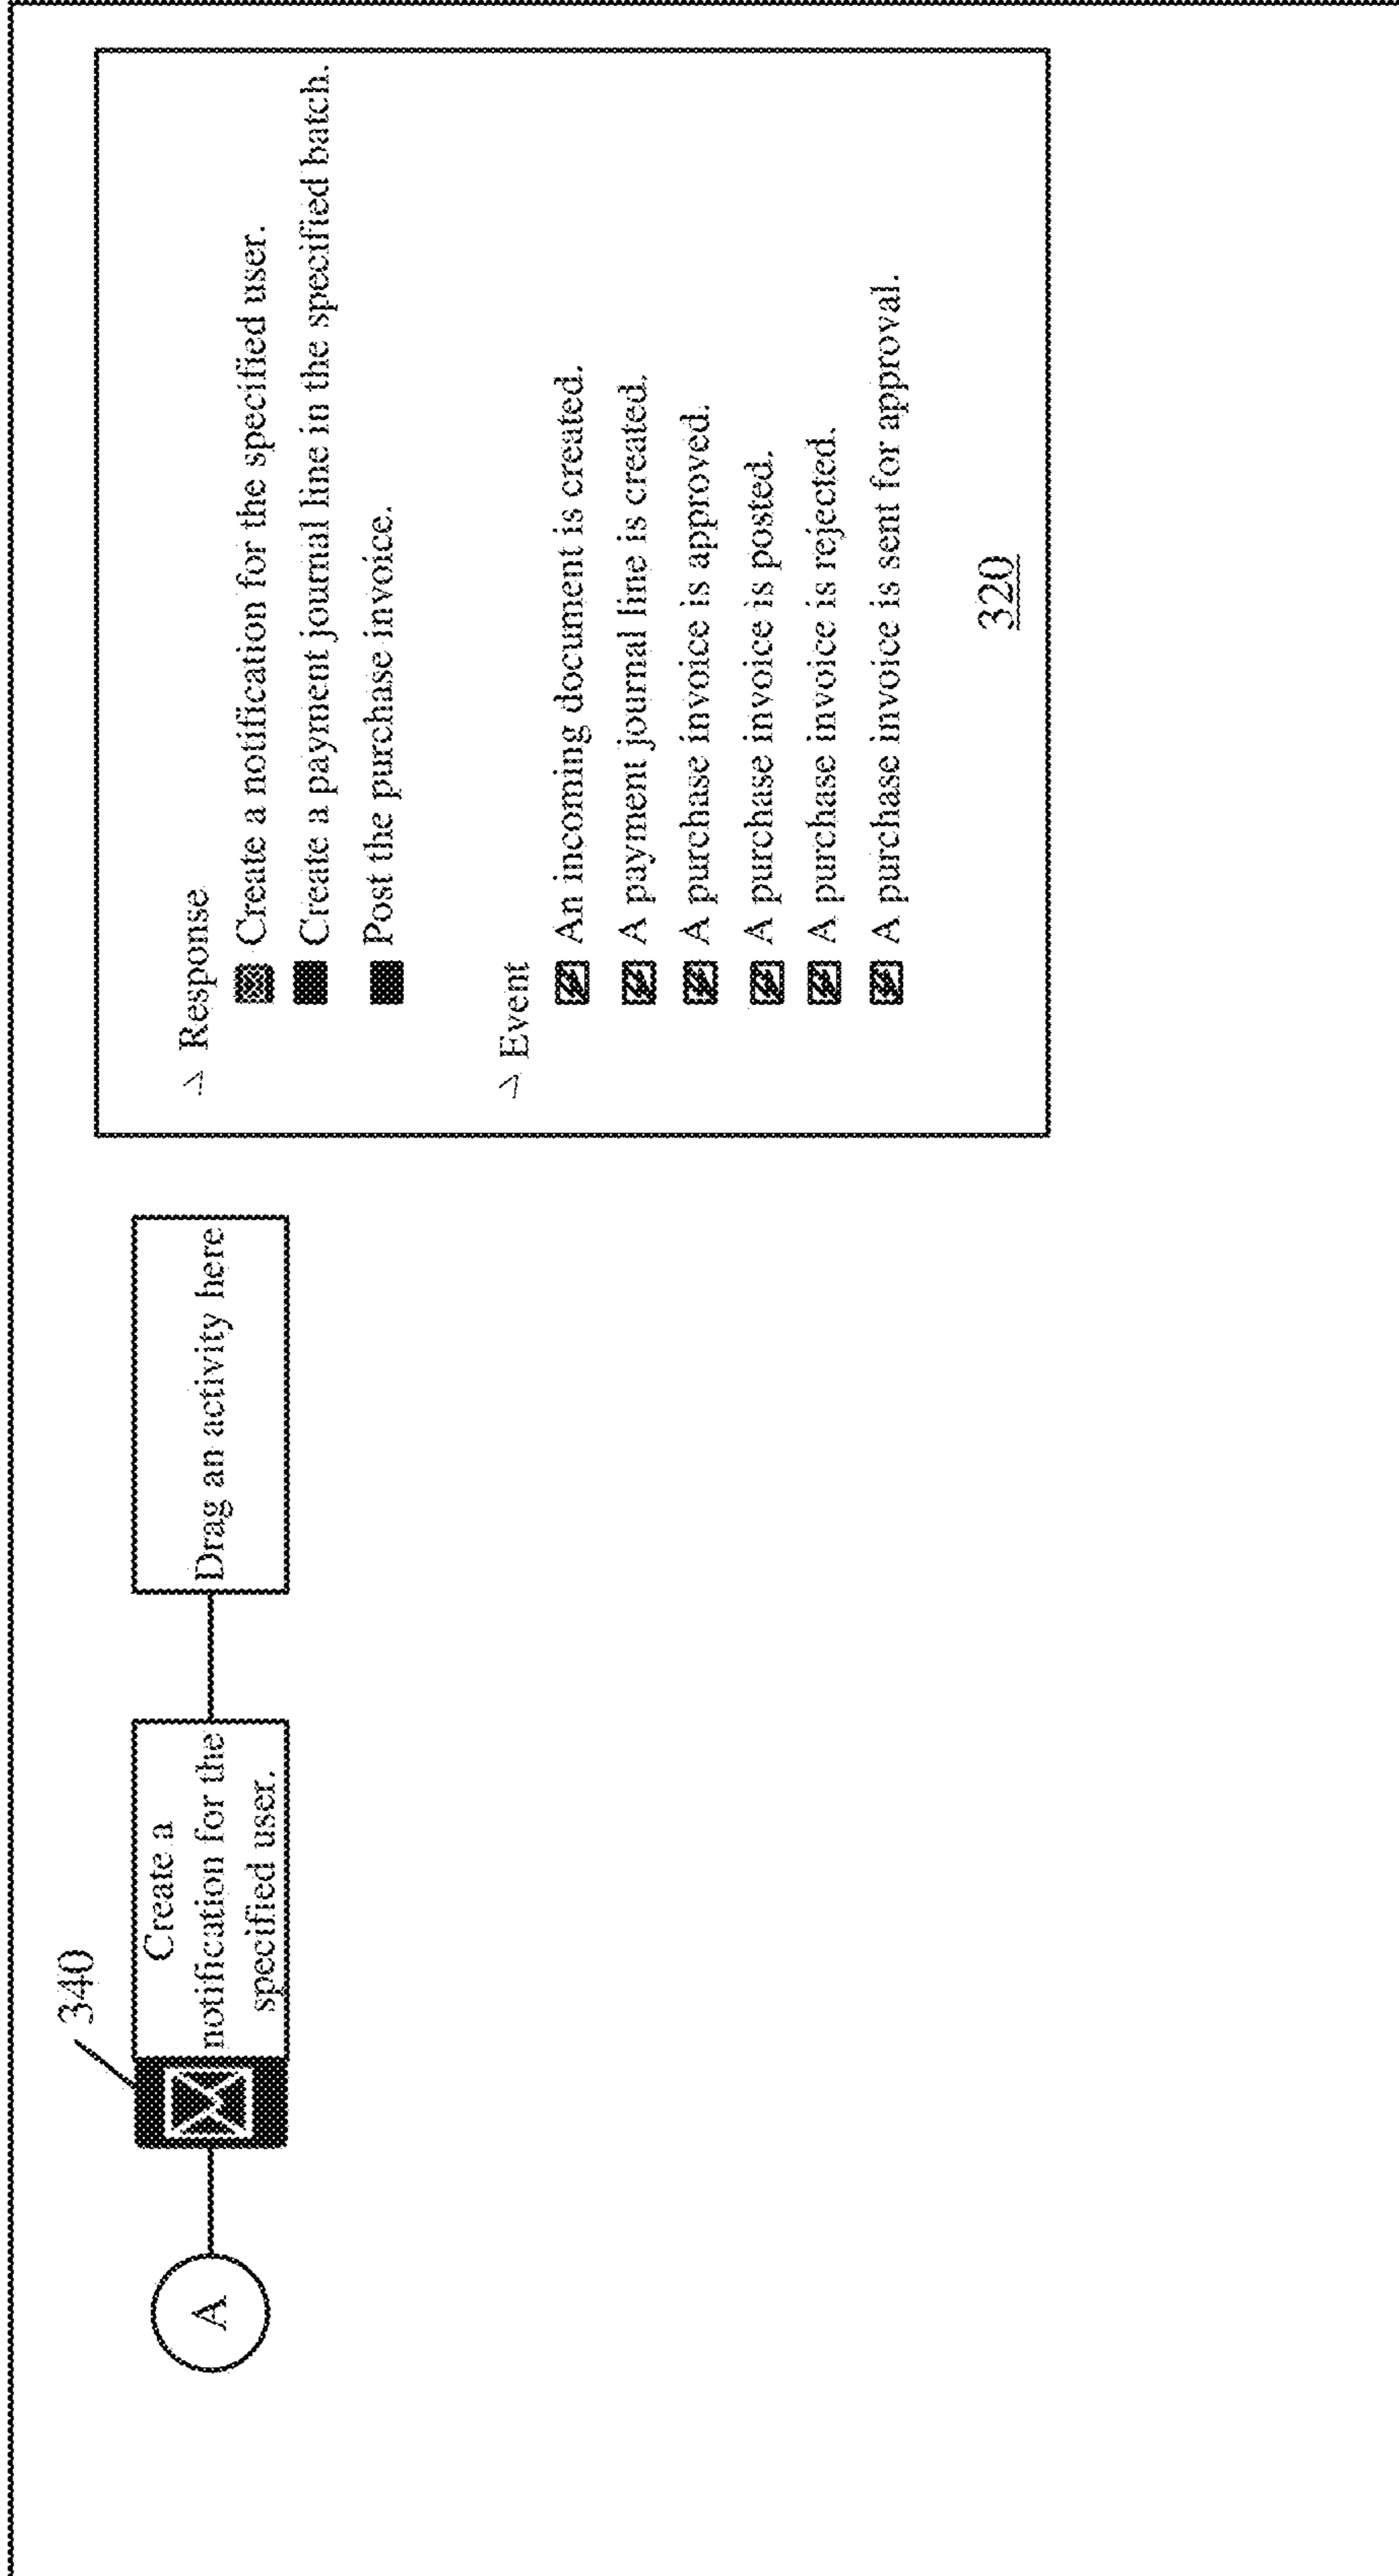 A
340
Create a
notification for the
specified user.
Drag an activity here
Response
Create a notification for the specified user.
Create a payment journal line in the specified batch.
Post the purchase invoice.
Event
An incoming document is created.
A payment journal line is created.
A purchase invoice is approved.
A purchase invoice is posted.
A purchase invoice is rejected.
A purchase invoice is sent for approval.
320